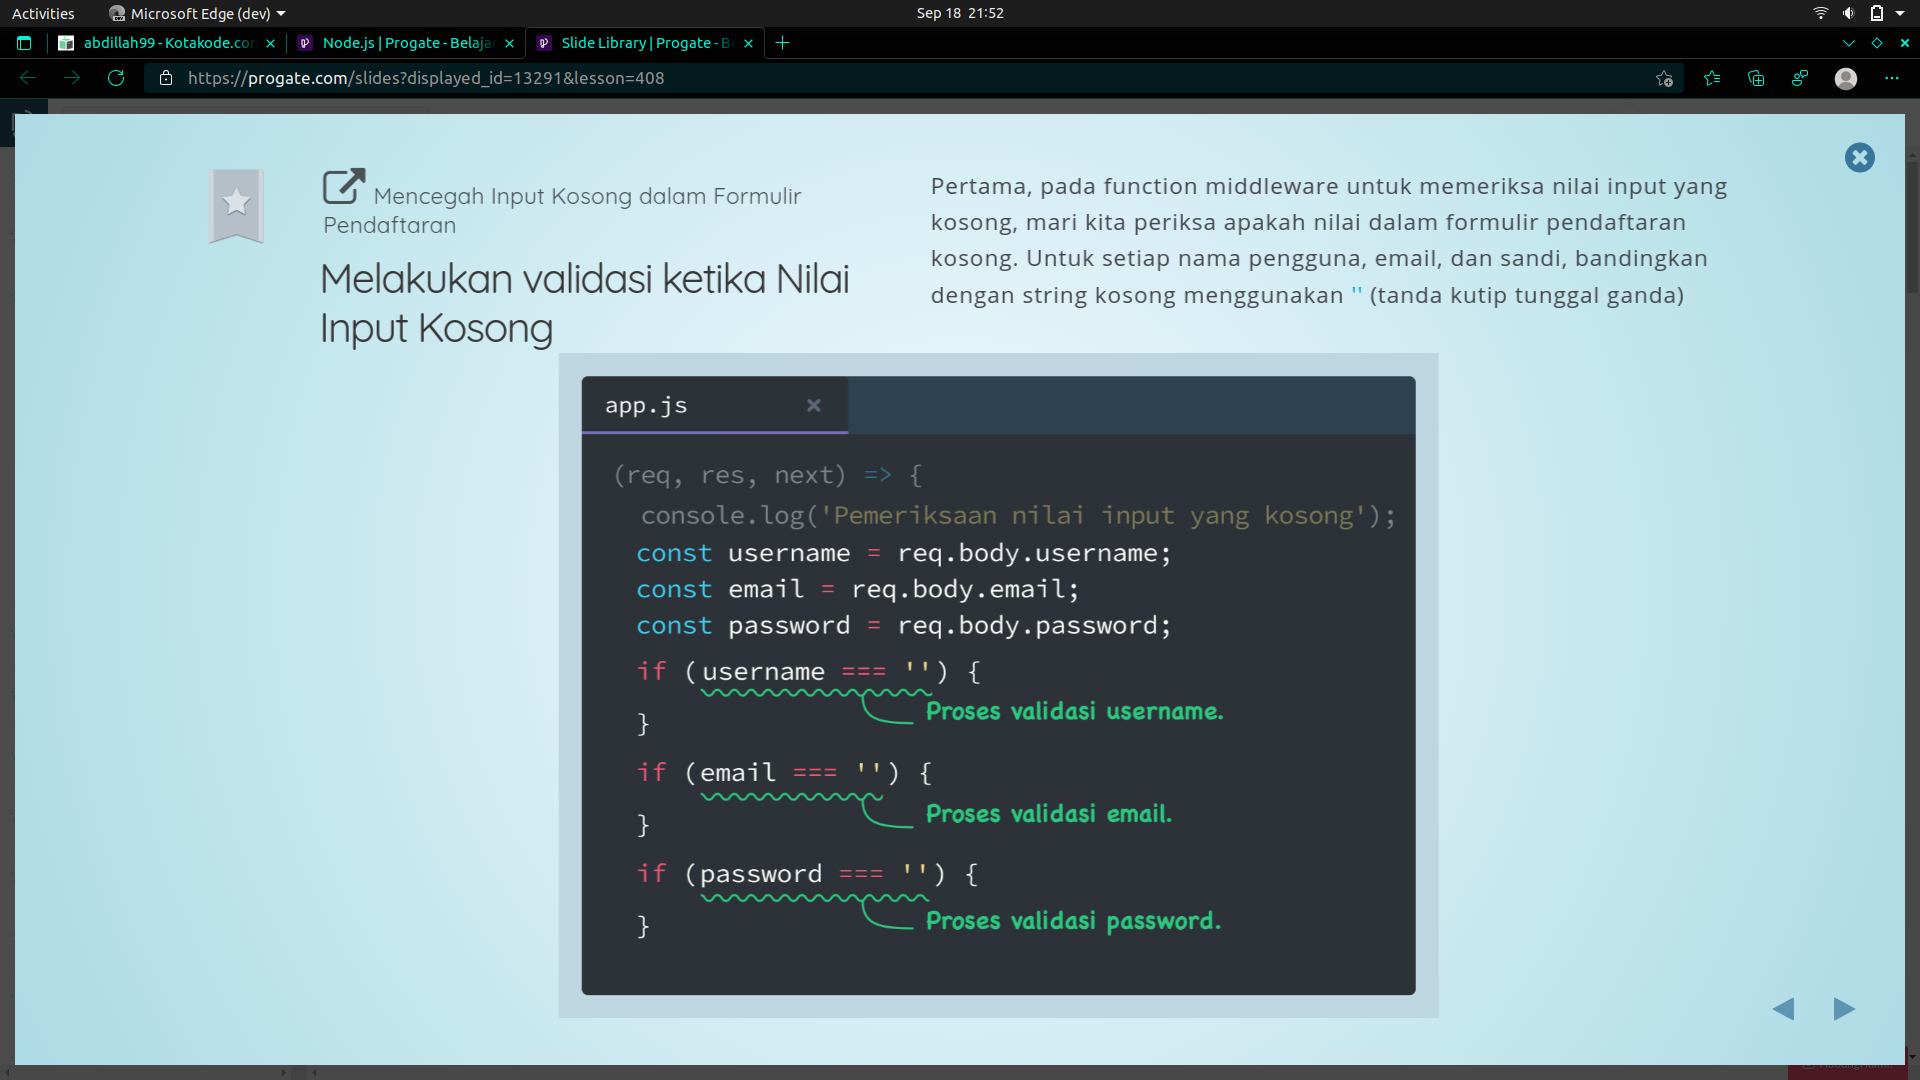 Activities
Microsoft Edge (dev)
Sep 18 21:52
abdillah99 - Kotakode.con
Node.js | Progate - Belaja
Slide Library | Progate - B
https://progate.com/slides?displayed_id=13291&lesson=408
Mencegah Input Kosong dalam Formulir
Pendaftaran
Melakukan validasi ketika Nilai
Input Kosong
Pertama, pada function middleware untuk memeriksa nilai input yang
kosong, mari kita periksa apakah nilai dalam formulir pendaftaran
kosong. Untuk setiap nama pengguna, email, dan sandi, bandingkan
dengan string kosong menggunakan '' (tanda kutip tunggal ganda)
app.js
(req, res, next) => {
console.log('Pemeriksaan nilai input yang kosong');
const username = req.body.username;
const email = req.body.email;
const password = req.body.password;
if (username === '') {
Proses validasi username.
}
if (email === '') {
Proses validasi email.
}
if (password === '') {
Proses validasi password.
}